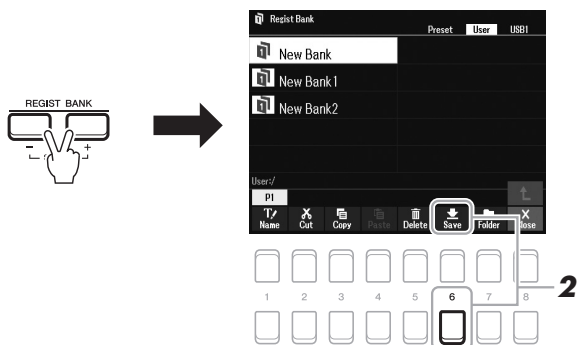 Regist Bank
Preset User USB1
New Bank
New Bank1
New Bank2
REGIST BANK
- +
User:/
P1
Name Cut Copy Paste Delete Save Folder Close
1 2 3 4 5 6 7 8
2